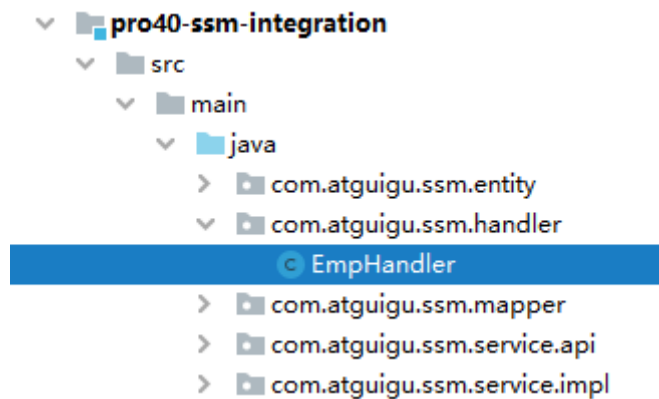 pro40-ssm-integration
src
main
java
com.atguigu.ssm.entity
com.atguigu.ssm.handler
C EmpHandler
com.atguigu.ssm.mapper
com.atguigu.ssm.service.api
com.atguigu.ssm.service.impl